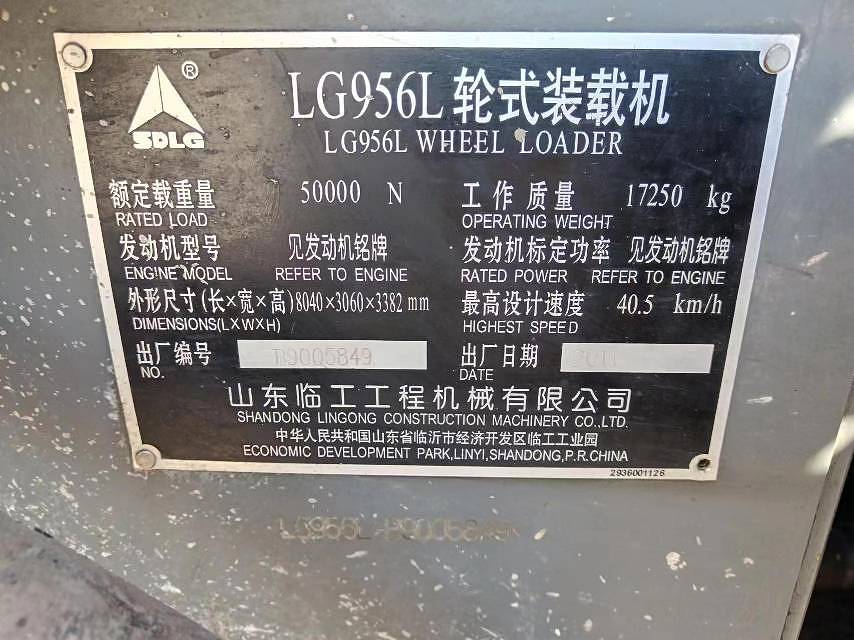 ®
SDLG
LG956L 轮式装载机
LG956L WHEEL LOADER
额定载重量 50000 N 工作质量 17250 kg
RATED LOAD OPERATING WEIGHT
发动机型号 见发动机铭牌 发动机标定功率 见发动机铭牌
ENGINE MODEL REFER TO ENGINE RATED POWER REFER TO ENGINE
外形尺寸(长×宽×高) 8040×3060×3382 mm 最高设计速度 40.5 km/h
DIMENSIONS(LXWXH) HIGHEST SPEED
出厂编号 B9005849 出厂日期
NO. DATE
山东临工工程机械有限公司
SHANDONG LINGONG CONSTRUCTION MACHINERY CO.,LTD.
中华人民共和国山东省临沂市经济开发区临工工业园
ECONOMIC DEVELOPMENT PARK,LINYI,SHANDONG,P.R.CHINA
2936001126